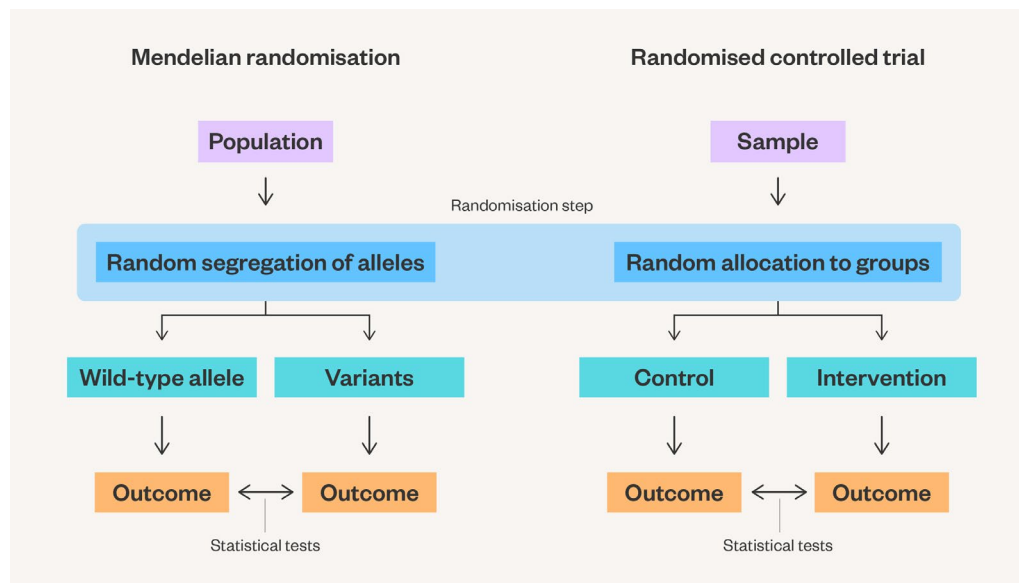 Mendelian randomisation
Randomised controlled trial
Population
Sample
Randomisation step
Random segregation of alleles
Random allocation to groups
Wild-type allele
Variants
Control
Intervention
Outcome
Outcome
Outcome
Outcome
Statistical tests
Statistical tests